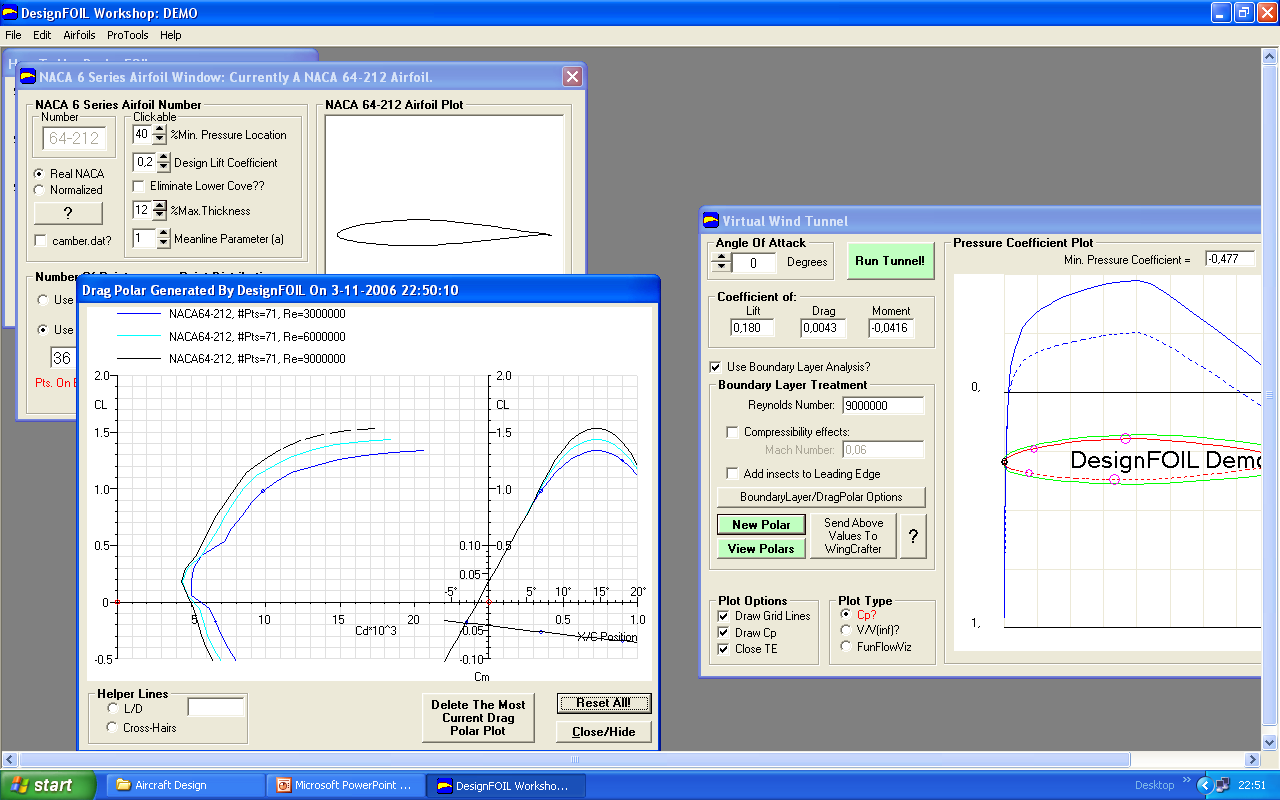 DesignFOIL Workshop: DEMO
File Edit Airfoils ProTools Help
NACA 6 Series Airfoil Window: Currently A NACA 64-212 Airfoil.
NACA 6 Series Airfoil Number
Number
64-212
Real NACA
Normalized
?
camber.dat?
Clickable
40 %Min. Pressure Location
0,2 Design Lift Coefficient
Eliminate Lower Cove??
12 %Max.Thickness
1 Meanline Parameter (a)
NACA 64-212 Airfoil Plot
Use
Use
36
Pts. On
Drag Polar Generated By DesignFOIL On 3-11-2006 22:50:10
NACA64-212, #Pts=71, Re=3000000
NACA64-212, #Pts=71, Re=6000000
NACA64-212, #Pts=71, Re=9000000
2.0 2.0
CL CL
1.5 1.5
1.0 1.0
0.5 0.10 0.5
0.05
-5° 5° 10° 15° 20°
0
5 10 15 20 0.05 0.5 1.0
Cd*10^3 X/C Position
-0.5 -0.10
Cm
Helper Lines
L/D
Cross-Hairs
Delete The Most
Current Drag
Polar Plot
Reset All!
Close/Hide
Virtual Wind Tunnel
Angle Of Attack
0 Degrees
Run Tunnel!
Coefficient of:
Lift Drag Moment
0,180 0,0043 -0,0416
Use Boundary Layer Analysis?
Boundary Layer Treatment
Reynolds Number: 9000000
Compressibility effects:
Mach Number: 0,06
Add insects to Leading Edge
BoundaryLayer/DragPolar Options
New Polar
View Polars
Send Above
Values To
WingCrafter
?
Plot Options
Draw Grid Lines
Draw Cp
Close TE
Plot Type
Cp?
V/V(inf)?
FunFlowViz
Pressure Coefficient Plot
Min. Pressure Coefficient = -0,477
0,
DesignFOIL Demo
1,
start
Aircraft Design
Microsoft PowerPoint ...
DesignFOIL Worksho...
Desktop
22:51